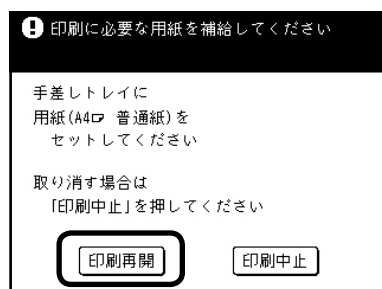 印刷に必要な用紙を補給してください
手差しトレイに
用紙(A4 普通紙)を
セットしてください
取り消す場合は
「印刷中止」を押してください
印刷再開 印刷中止